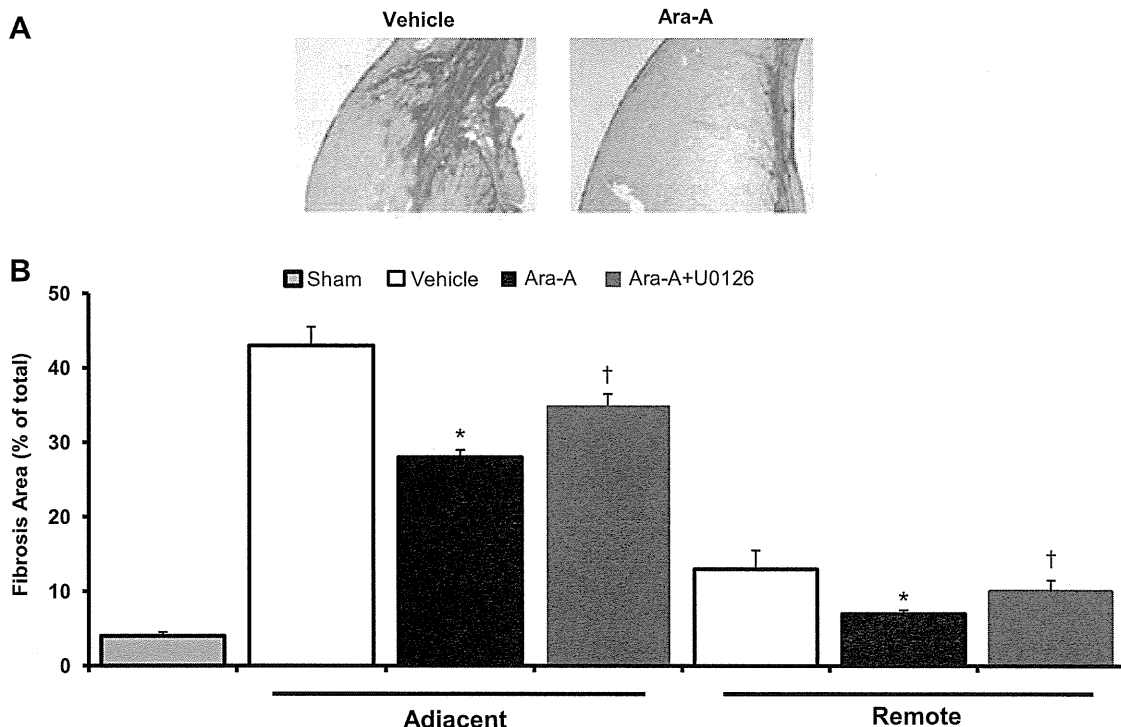 A
Vehicle Ara-A
B
Sham Vehicle Ara-A Ara-A+U0126
Fibrosis Area (% of total)
50
40
30
20
10
0
*
†
*
†
Adjacent Remote